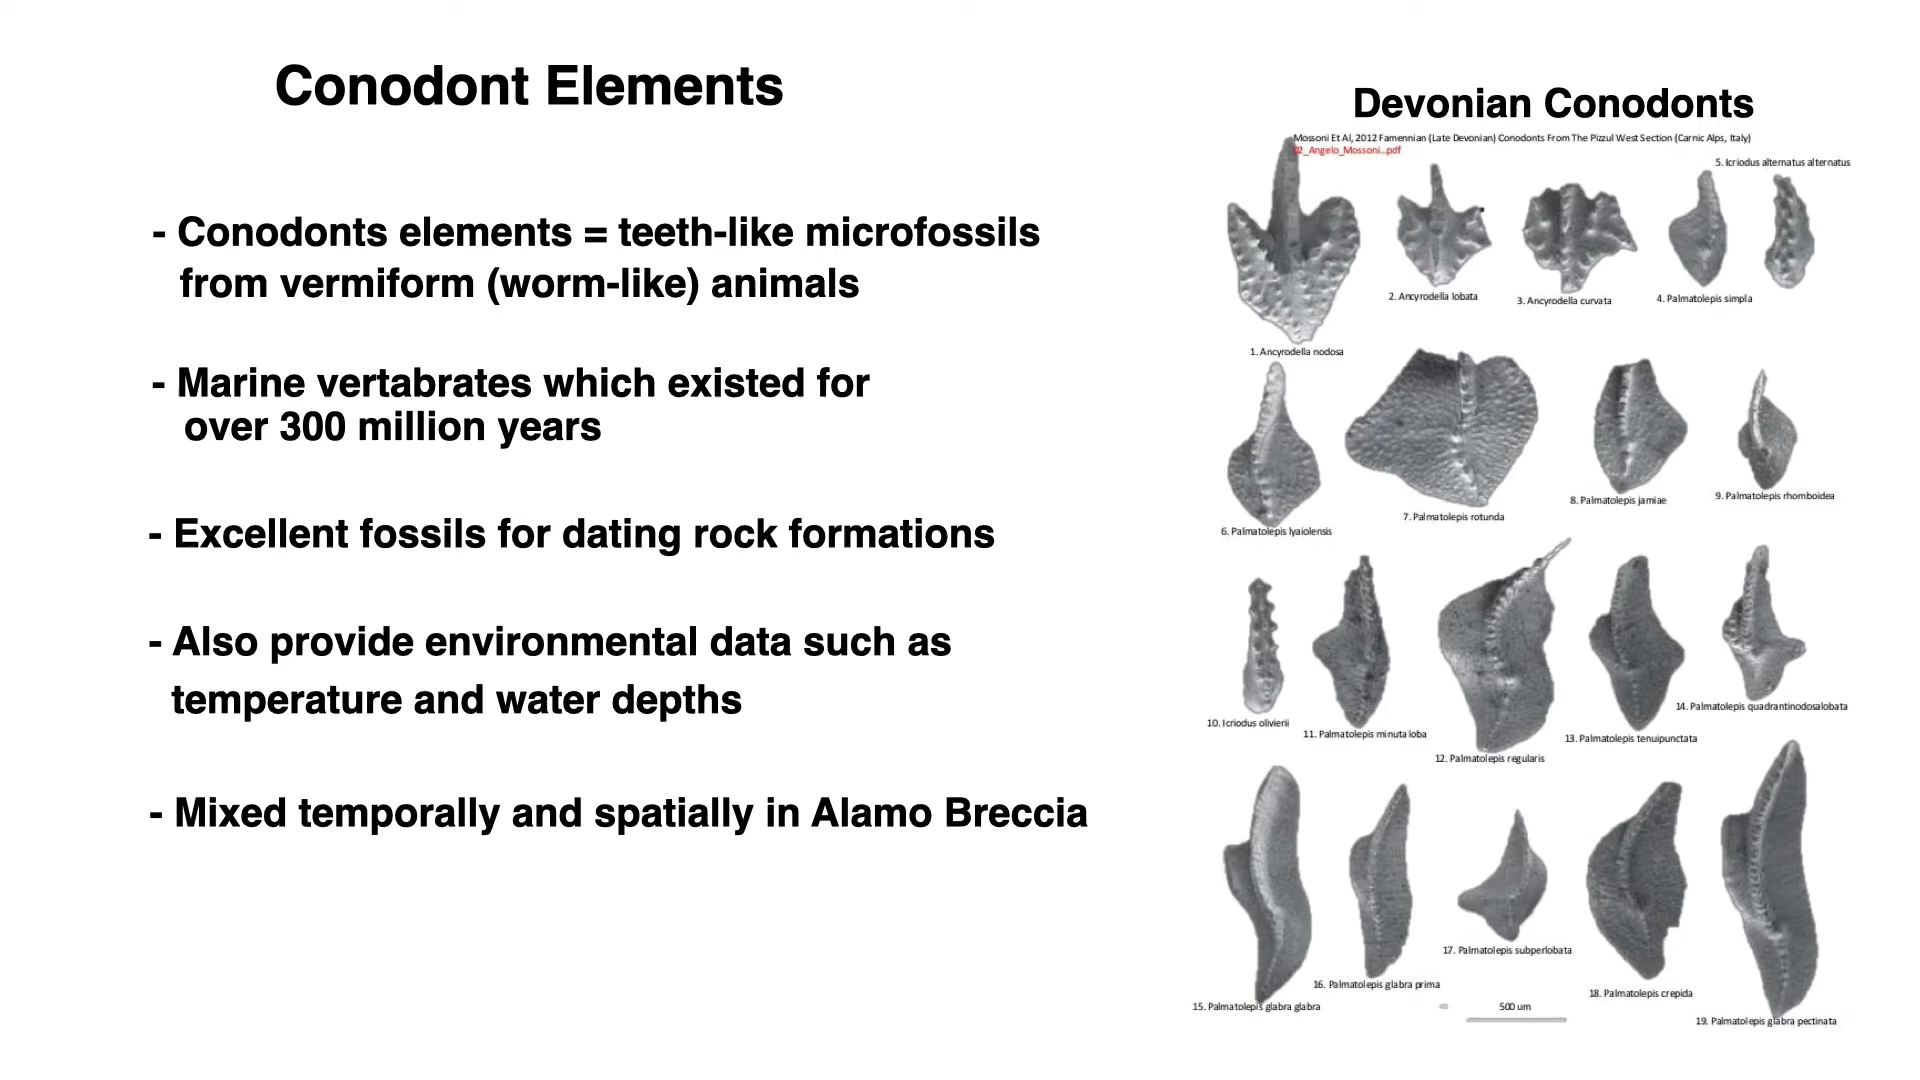 Conodont Elements
- Conodonts elements = teeth-like microfossils
from vermiform (worm-like) animals
- Marine vertabrates which existed for
over 300 million years
- Excellent fossils for dating rock formations
- Also provide environmental data such as
temperature and water depths
- Mixed temporally and spatially in Alamo Breccia
Devonian Conodonts
Mossoni Et Al, 2012 Famennian (Late Devonian) Conodonts From The Pizzul West Section (Carnic Alps, Italy)
02_Angelo_Mossoni...pdf
5. Icriodus alternatus alternatus
2. Ancyrodella lobata
3. Ancyrodella curvata
4. Palmatolepis simpla
1. Ancyrodella nodosa
6. Palmatolepis lyaiolensis
7. Palmatolepis rotunda
8. Palmatolepis jamiae
9. Palmatolepis rhomboidea
10. Icriodus olivierii
11. Palmatolepis minuta loba
12. Palmatolepis regularis
13. Palmatolepis tenuipunctata
14. Palmatolepis quadrantinodosalobata
15. Palmatolepis glabra glabra
16. Palmatolepis glabra prima
17. Palmatolepis subperlobata
18. Palmatolepis crepida
19. Palmatolepis glabra pectinata
500 um